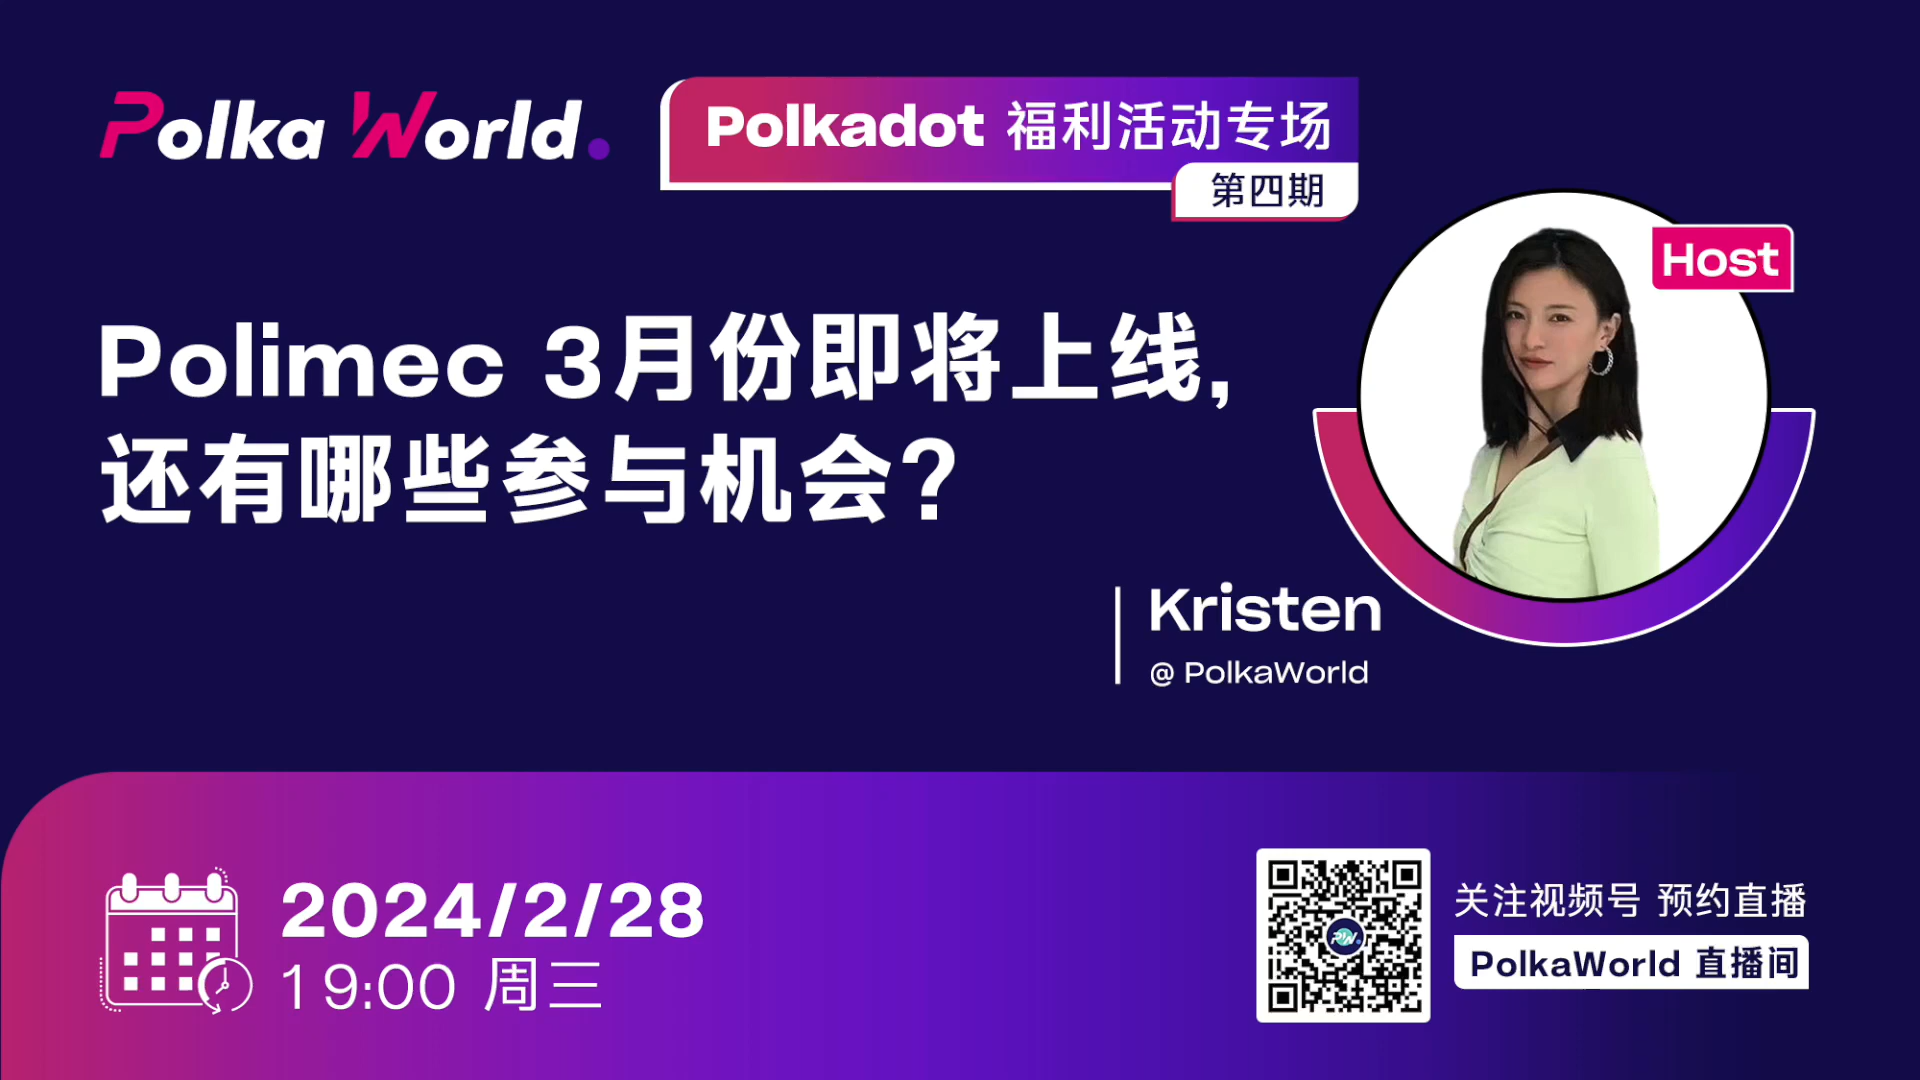 Polka World.
Polkadot 福利活动专场
第四期
Host
Polimec 3月份即将上线,
还有哪些参与机会?
Kristen
@ PolkaWorld
2024/2/28
19:00 周三
PW.
关注视频号 预约直播
PolkaWorld 直播间